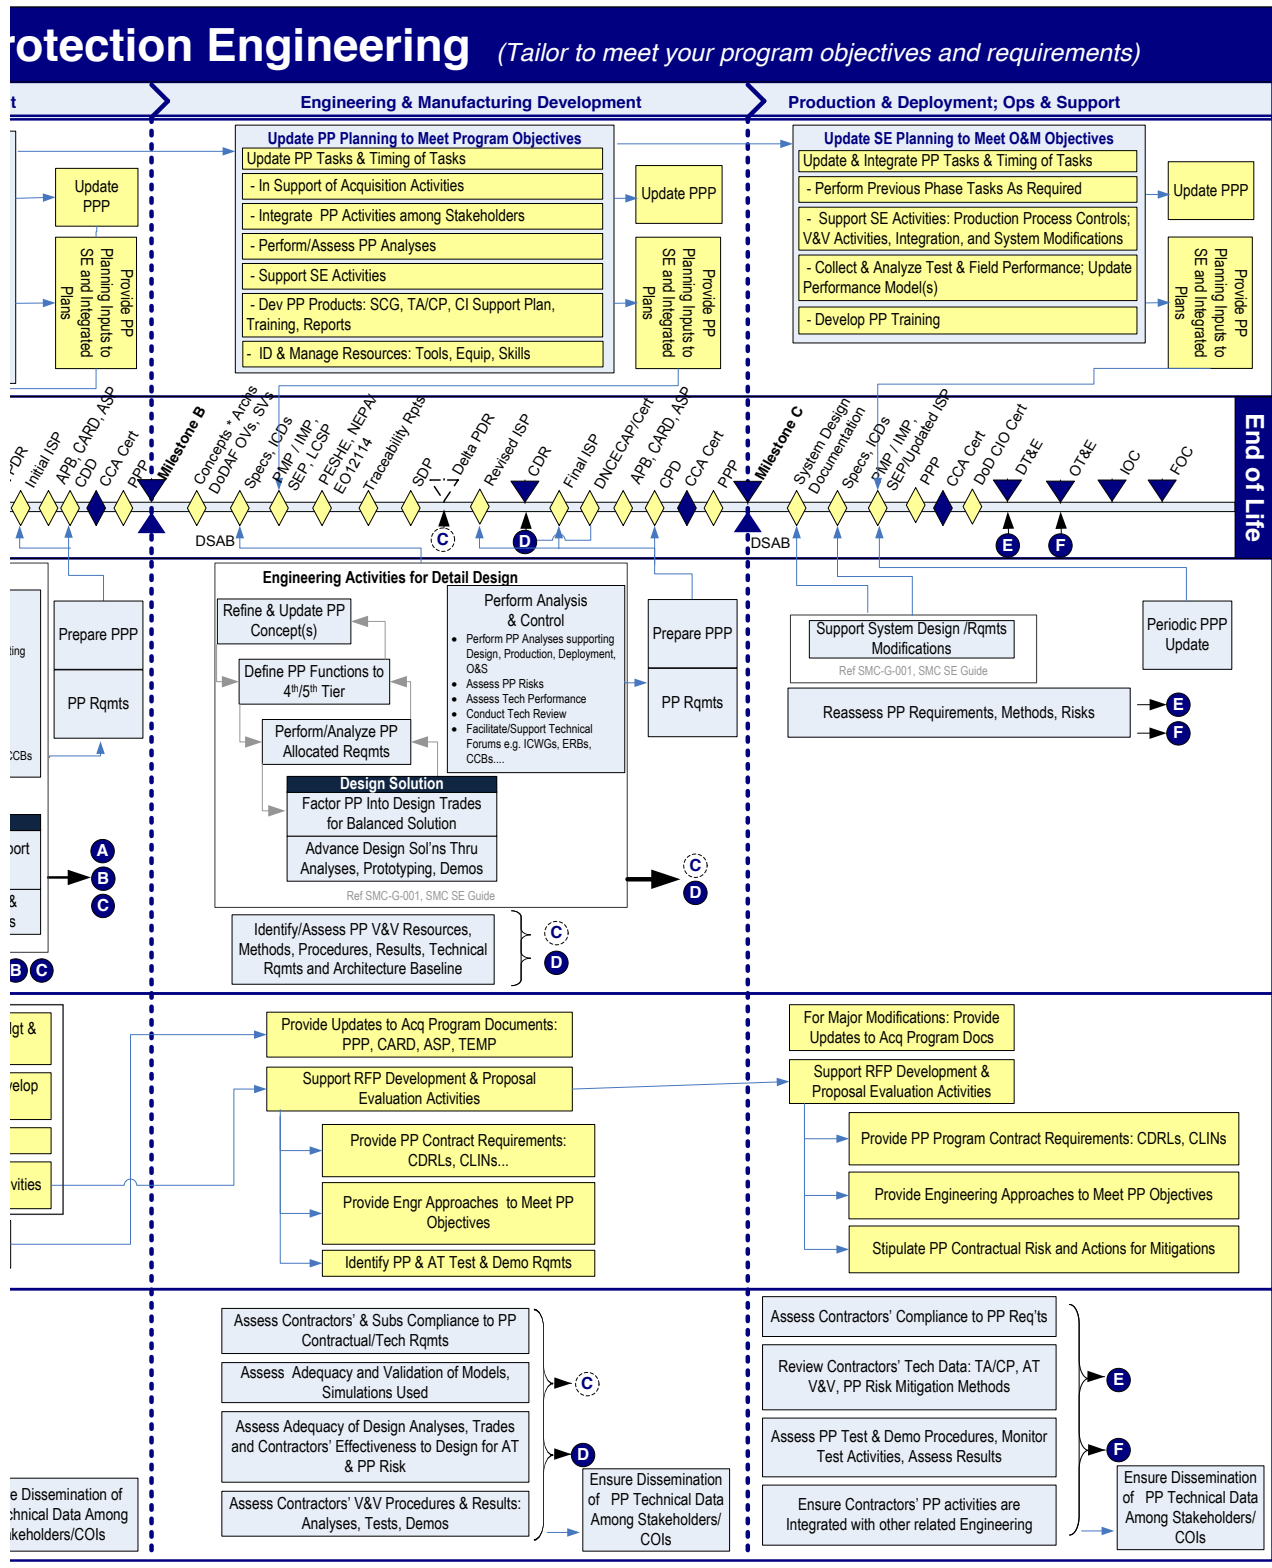 rotection Engineering (Tailor to meet your program objectives and requirements)
t
Engineering & Manufacturing Development
Production & Deployment; Ops & Support
Update
PPP
Provide PP
Planning Inputs to
SE and Integrated
Plans
Update PP Planning to Meet Program Objectives
Update PP Tasks & Timing of Tasks
- In Support of Acquisition Activities
- Integrate PP Activities among Stakeholders
- Perform/Assess PP Analyses
- Support SE Activities
- Dev PP Products: SCG, TA/CP, CI Support Plan,
Training, Reports
- ID & Manage Resources: Tools, Equip, Skills
Update PPP
Provide PP
Planning Inputs to
SE and Integrated
Plans
Update SE Planning to Meet O&M Objectives
Update & Integrate PP Tasks & Timing of Tasks
- Perform Previous Phase Tasks As Required
- Support SE Activities: Production Process Controls;
V&V Activities, Integration, and System Modifications
- Collect & Analyze Test & Field Performance; Update
Performance Model(s)
- Develop PP Training
Update PPP
Provide PP
Planning Inputs to
SE and Integrated
Plans
PDR
Initial ISP
APB, CARD, ASP
CDD
CCA Cert
PPP
Milestone B
Concepts * Archs
DoDAF OVs, SVs
Specs, ICDs
PMP / IMP,
SEP, LCSP
PESHE, NEPA/
EO12114
Traceability Rpts
SDP
Delta PDR
Revised ISP
CDR
Final ISP
DNCECAP/Cert
APB, CARD, ASP
CPD
CCA Cert
PPP
Milestone C
System Design
Documentation
Specs, ICDs
PMP / IMP,
SEP/Updated ISP
PPP
CCA Cert
DoD CIO Cert
DT&E
OT&E
IOC
FOC
End of Life
DSAB
C
D
DSAB
E
F
ting
CCBs
Prepare PPP
PP Rqmts
port
&
s
A
B
C
B
C
Engineering Activities for Detail Design
Refine & Update PP
Concept(s)
Define PP Functions to
4th/5th Tier
Perform/Analyze PP
Allocated Reqmts
Design Solution
Factor PP Into Design Trades
for Balanced Solution
Advance Design Sol'ns Thru
Analyses, Prototyping, Demos
Ref SMC-G-001, SMC SE Guide
Perform Analysis
& Control
• Perform PP Analyses supporting
Design, Production, Deployment,
O&S
• Assess PP Risks
• Assess Tech Performance
• Conduct Tech Review
• Facilitate/Support Technical
Forums e.g. ICWGs, ERBs,
CCBs....
Prepare PPP
PP Rqmts
C
D
Identify/Assess PP V&V Resources,
Methods, Procedures, Results, Technical
Rqmts and Architecture Baseline
C
D
Support System Design /Rqmts
Modifications
Ref SMC-G-001, SMC SE Guide
Periodic PPP
Update
Reassess PP Requirements, Methods, Risks
E
F
lgt &
velop
vities
Provide Updates to Acq Program Documents:
PPP, CARD, ASP, TEMP
Support RFP Development & Proposal
Evaluation Activities
Provide PP Contract Requirements:
CDRLs, CLINs...
Provide Engr Approaches to Meet PP
Objectives
Identify PP & AT Test & Demo Rqmts
For Major Modifications: Provide
Updates to Acq Program Docs
Support RFP Development &
Proposal Evaluation Activities
Provide PP Program Contract Requirements: CDRLs, CLINs
Provide Engineering Approaches to Meet PP Objectives
Stipulate PP Contractual Risk and Actions for Mitigations
e Dissemination of
chnical Data Among
akeholders/COIs
Assess Contractors' & Subs Compliance to PP
Contractual/Tech Rqmts
Assess Adequacy and Validation of Models,
Simulations Used
Assess Adequacy of Design Analyses, Trades
and Contractors' Effectiveness to Design for AT
& PP Risk
Assess Contractors' V&V Procedures & Results:
Analyses, Tests, Demos
C
D
Ensure Dissemination
of PP Technical Data
Among Stakeholders/
COIs
Assess Contractors' Compliance to PP Req'ts
Review Contractors' Tech Data: TA/CP, AT
V&V, PP Risk Mitigation Methods
Assess PP Test & Demo Procedures, Monitor
Test Activities, Assess Results
Ensure Contractors' PP activities are
Integrated with other related Engineering
E
F
Ensure Dissemination
of PP Technical Data
Among Stakeholders/
COIs